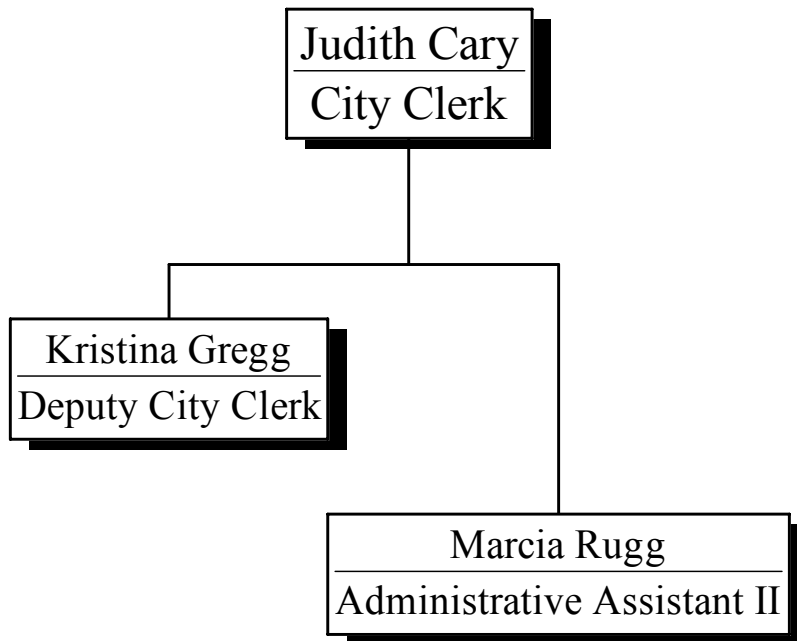 Judith Cary
City Clerk
Kristina Gregg
Deputy City Clerk
Marcia Rugg
Administrative Assistant II